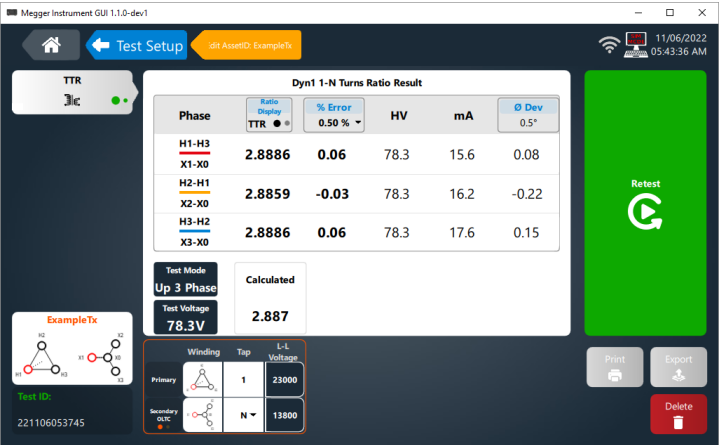 Megger Instrument GUI 1.1.0-dev1
Test Setup
dit AssetID: ExampleTx
11/06/2022
05:43:36 AM
TTR
Dyn1 1-N Turns Ratio Result
Phase
Ratio
Display
TTR
% Error
0.50 %
HV
mA
Ø Dev
0.5°
H1-H3
X1-X0
2.8886
0.06
78.3
15.6
0.08
H2-H1
X2-X0
2.8859
-0.03
78.3
16.2
-0.22
H3-H2
X3-X0
2.8886
0.06
78.3
17.6
0.15
Retest
Test Mode
Up 3 Phase
Test Voltage
78.3V
Calculated
2.887
ExampleTx
H2
X2
X1
X0
H1
H3
X3
Test ID:
221106053745
Winding
Tap
L-L
Voltage
Primary
1
23000
Secondary
OLTC
N
13800
Print
Export
Delete